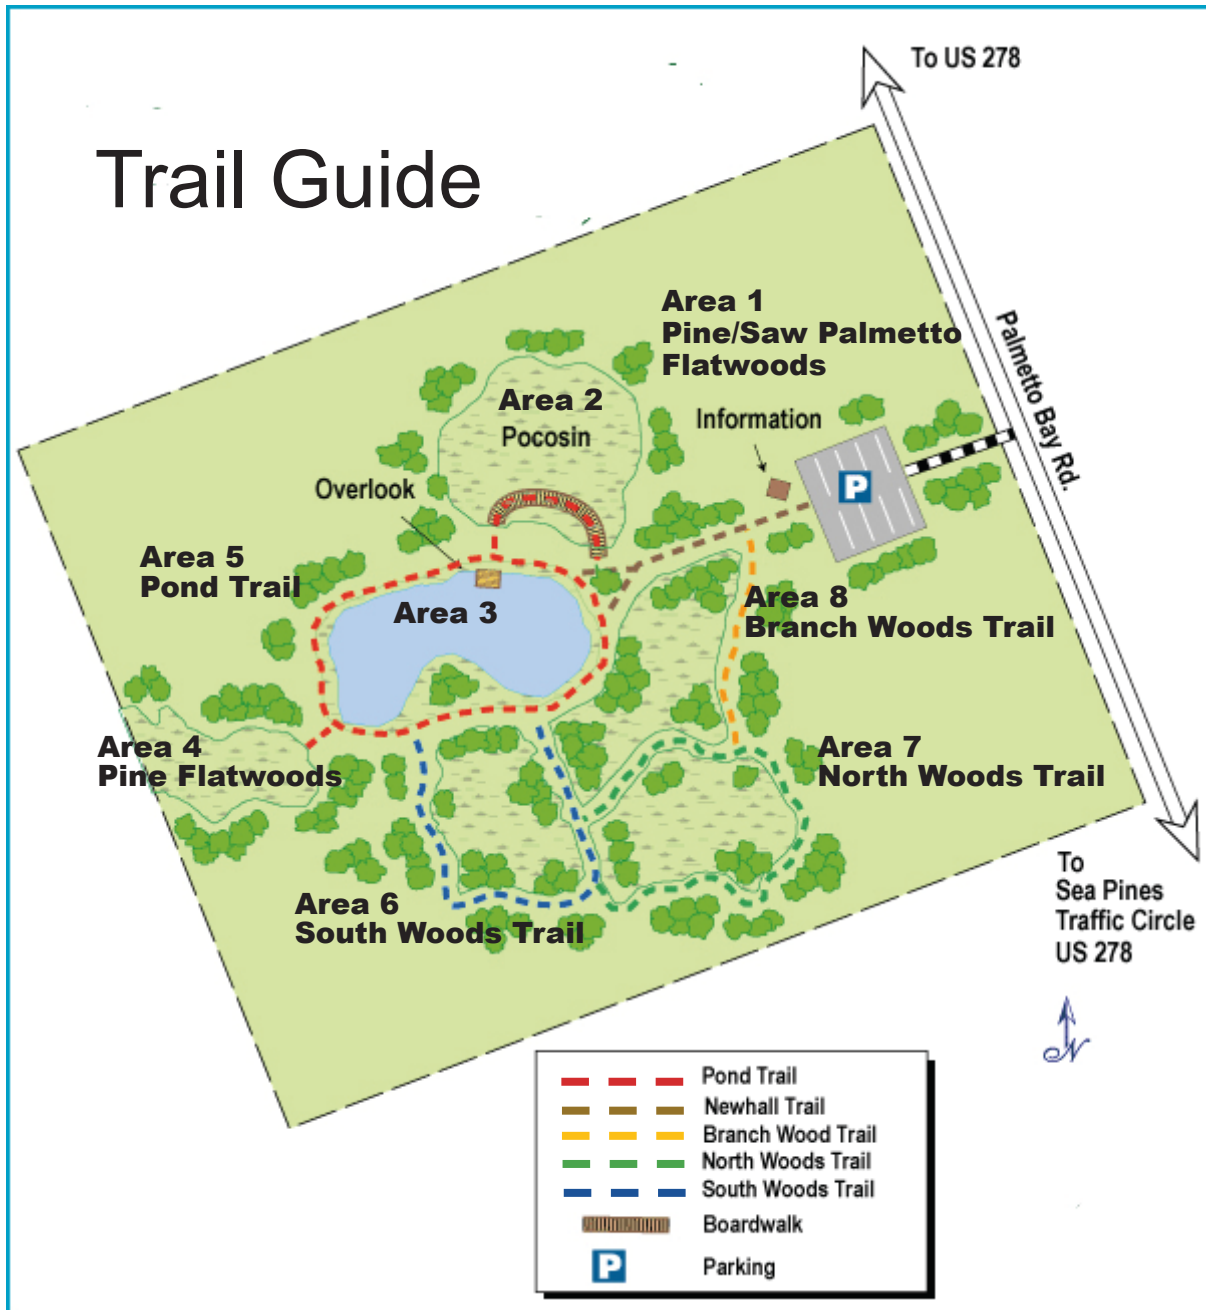 To US 278
Trail Guide
Area 1
Pine/Saw Palmetto
Flatwoods
Palmetto Bay Rd.
Area 2
Pocosin
Information
P
Overlook
Area 5
Pond Trail
Area 3
Area 8
Branch Woods Trail
Area 4
Pine Flatwoods
Area 7
North Woods Trail
Area 6
South Woods Trail
To
Sea Pines
Traffic Circle
US 278
N
Pond Trail
Newhall Trail
Branch Wood Trail
North Woods Trail
South Woods Trail
Boardwalk
P Parking